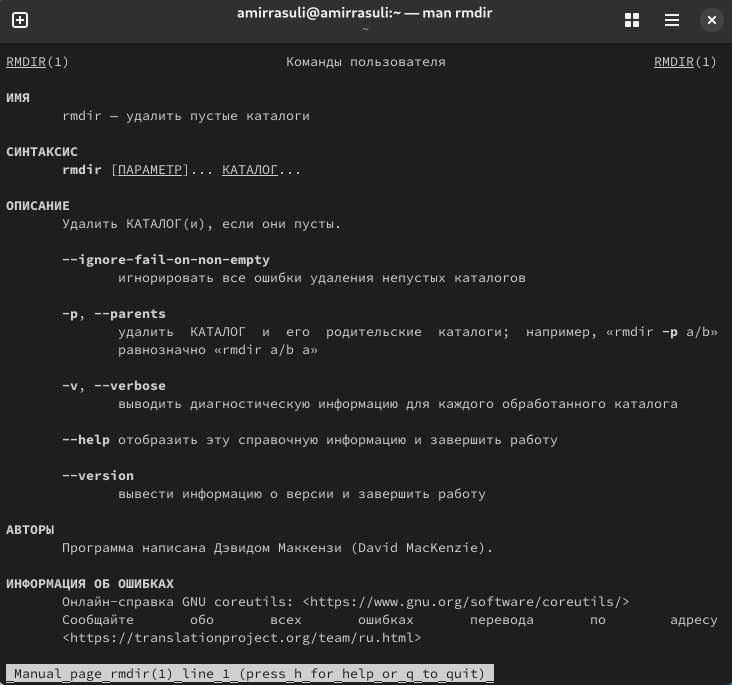 amirrasuli@amirrasuli:~ — man rmdir
~
RMDIR(1) Команды пользователя RMDIR(1)
ИМЯ
rmdir — удалить пустые каталоги
СИНТАКСИС
rmdir [ПАРАМЕТР]... КАТАЛОГ...
ОПИСАНИЕ
Удалить КАТАЛОГ(и), если они пусты.
--ignore-fail-on-non-empty
игнорировать все ошибки удаления непустых каталогов
-p, --parents
удалить КАТАЛОГ и его родительские каталоги; например, «rmdir -p a/b»
равнозначно «rmdir a/b a»
-v, --verbose
выводить диагностическую информацию для каждого обработанного каталога
--help отобразить эту справочную информацию и завершить работу
--version
вывести информацию о версии и завершить работу
АВТОРЫ
Программа написана Дэвидом Маккензи (David MacKenzie).
ИНФОРМАЦИЯ ОБ ОШИБКАХ
Онлайн-справка GNU coreutils: <https://www.gnu.org/software/coreutils/>
Сообщайте обо всех ошибках перевода по адресу
<https://translationproject.org/team/ru.html>
Manual page rmdir(1) line 1 (press h for help or q to quit)